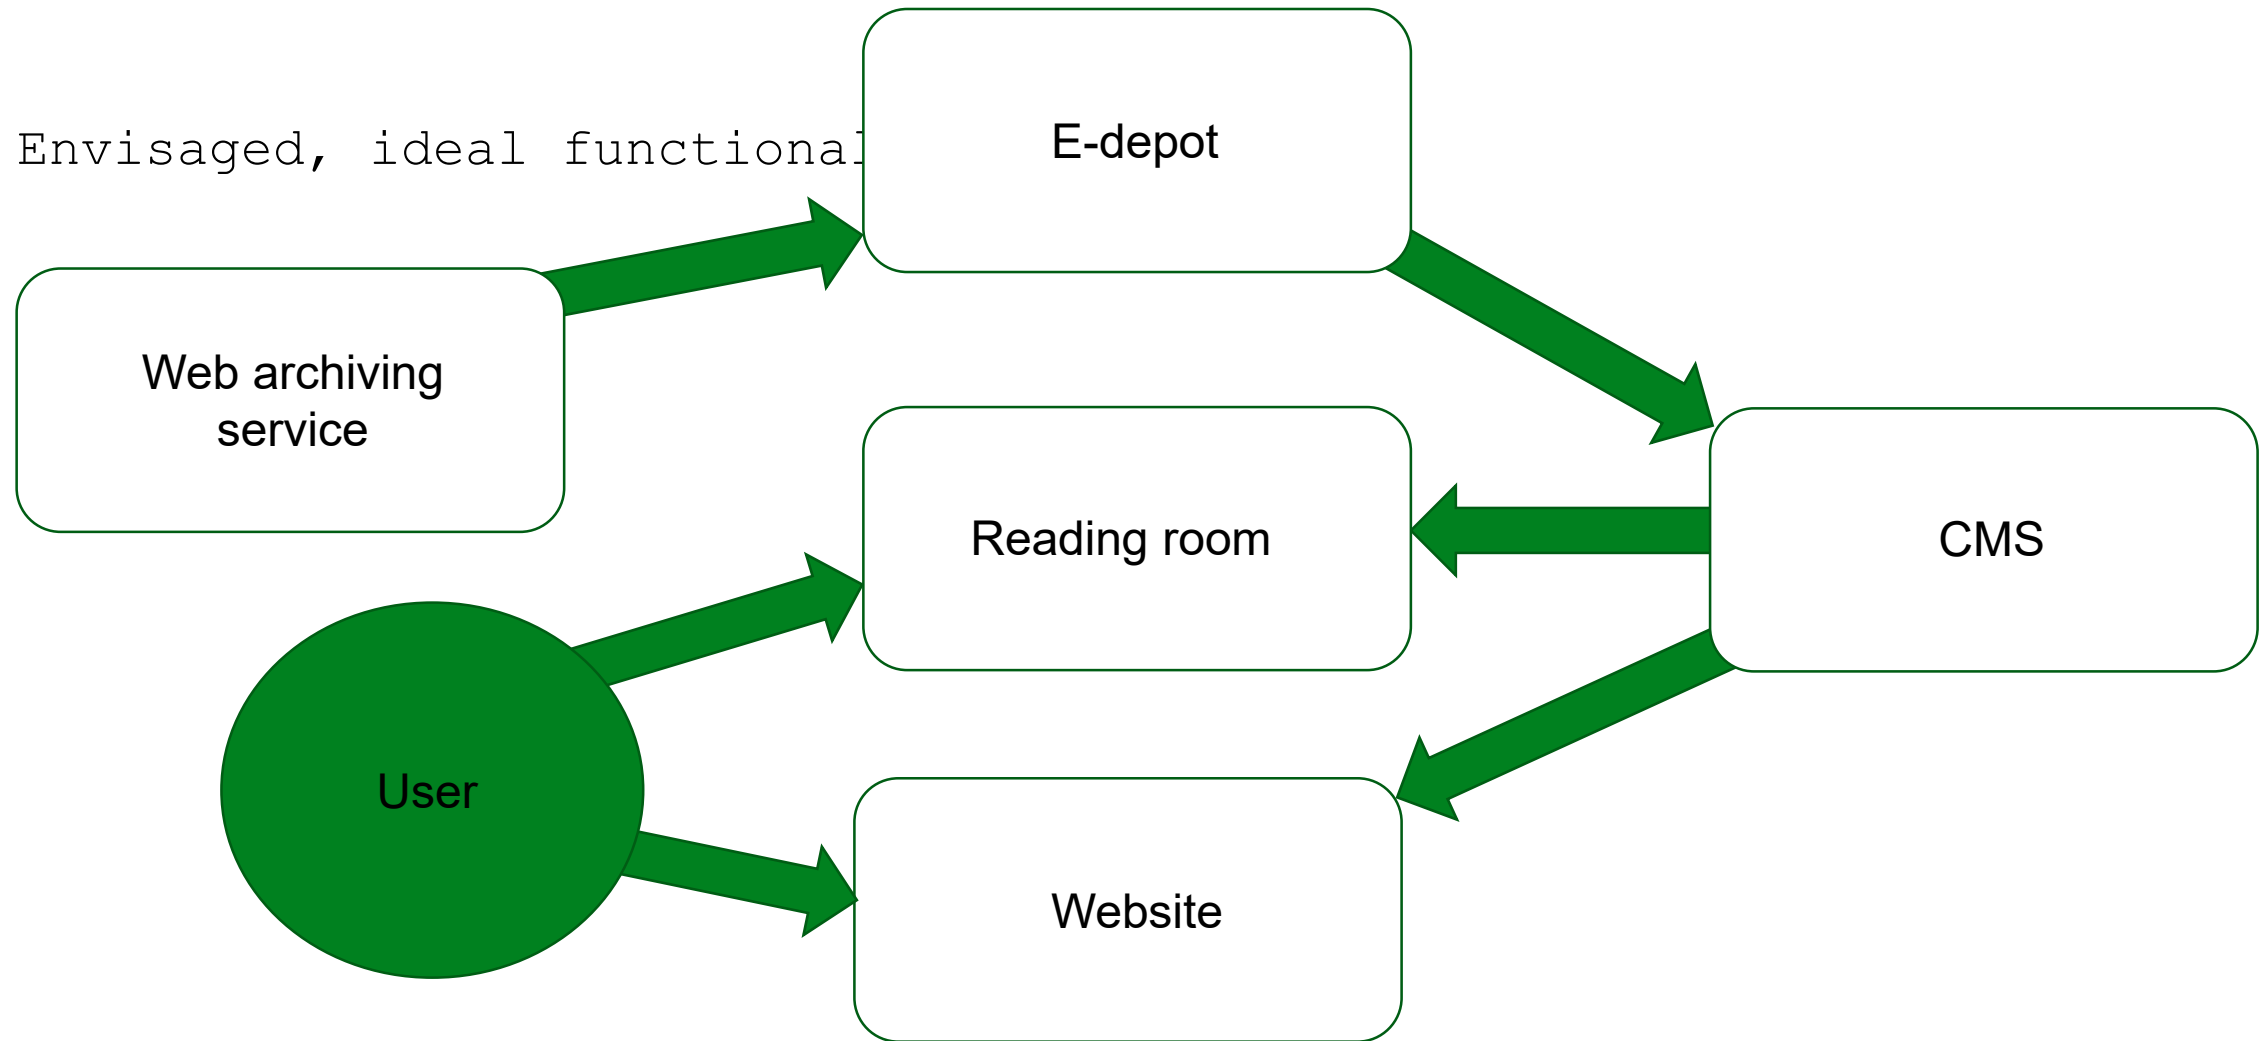 Envisaged, ideal functional
E-depot
Web archiving
service
Reading room
CMS
User
Website